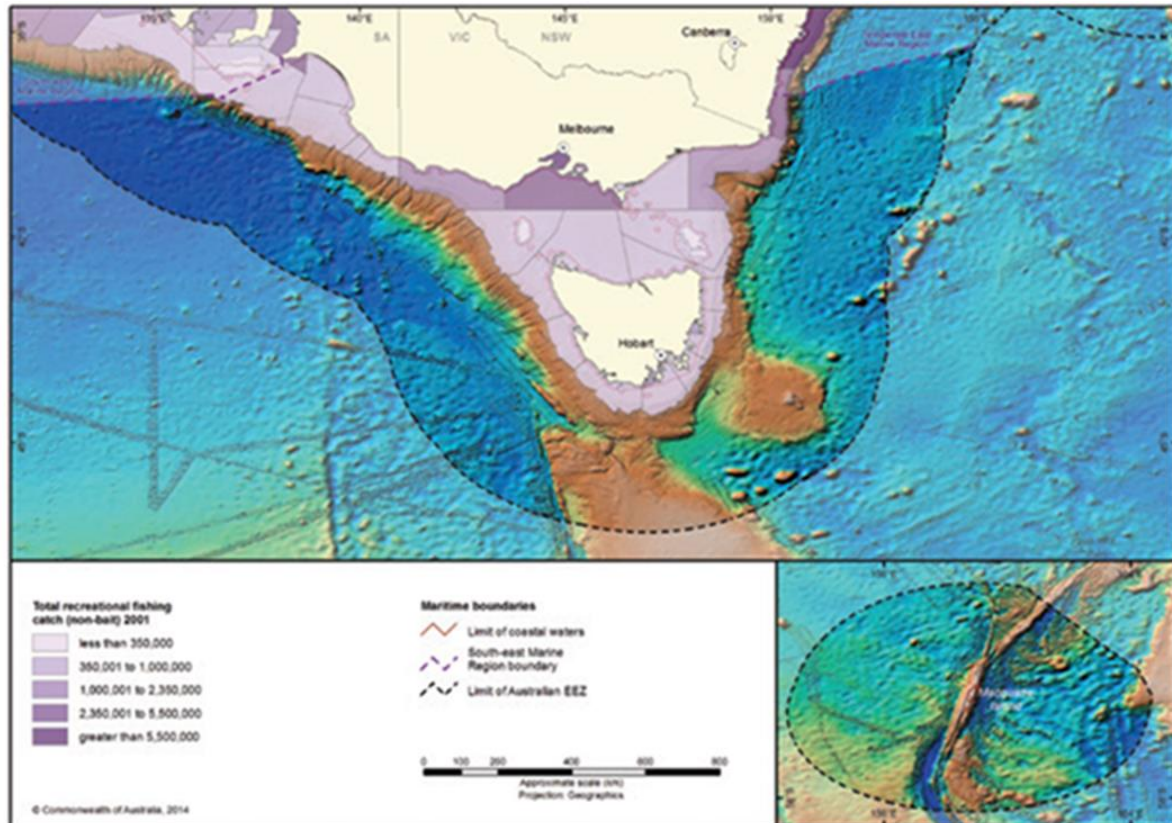 140°E
145°E
SA
VIC
NSW
Canberra
Marine Region
Melbourne
Hobart
Total recreational fishing
catch (non-bait) 2001
less than 350,000
350,001 to 1,000,000
1,000,001 to 2,350,000
2,350,001 to 5,500,000
greater than 5,500,000
Maritime boundaries
Limit of coastal waters
South-east Marine
Region boundary
Limit of Australian EEZ
0 100 200 400 600 800
Approximate scale (km)
Projection: Geographics
© Commonwealth of Australia, 2014